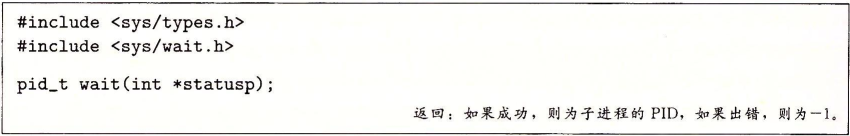 #include <sys/types.h>
#include <sys/wait.h>
pid_t wait(int *statusp);
返回：如果成功，则为子进程的 PID，如果出错，则为－1。